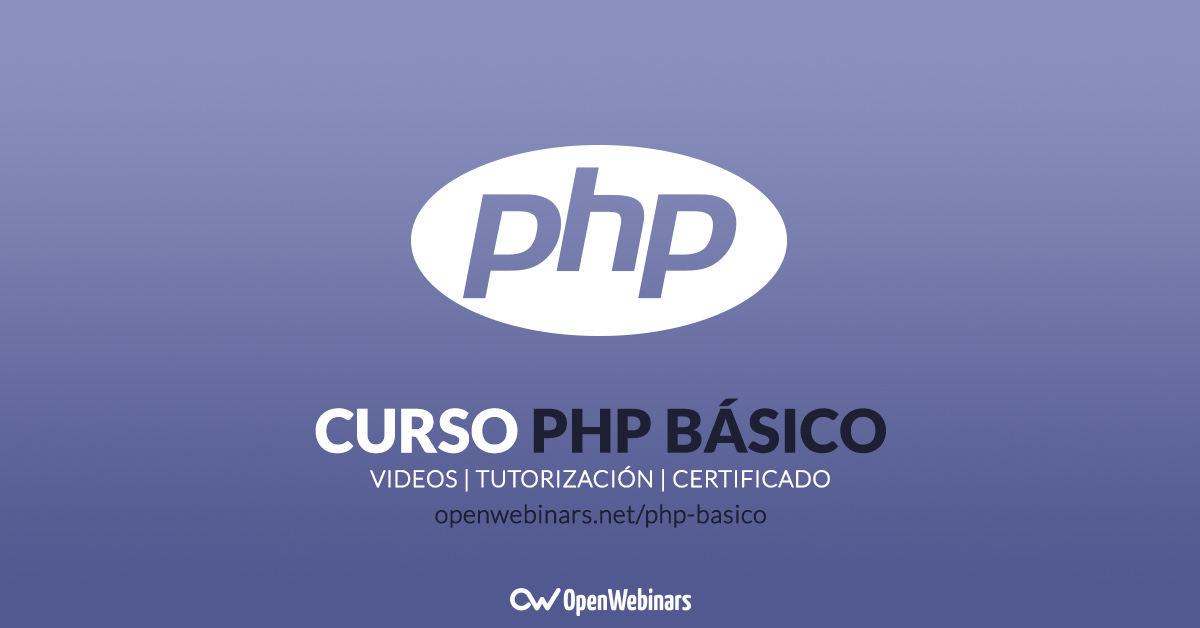 php
CURSO PHP BÁSICO
VIDEOS | TUTORIZACIÓN | CERTIFICADO
openwebinars.net/php-basico
OpenWebinars